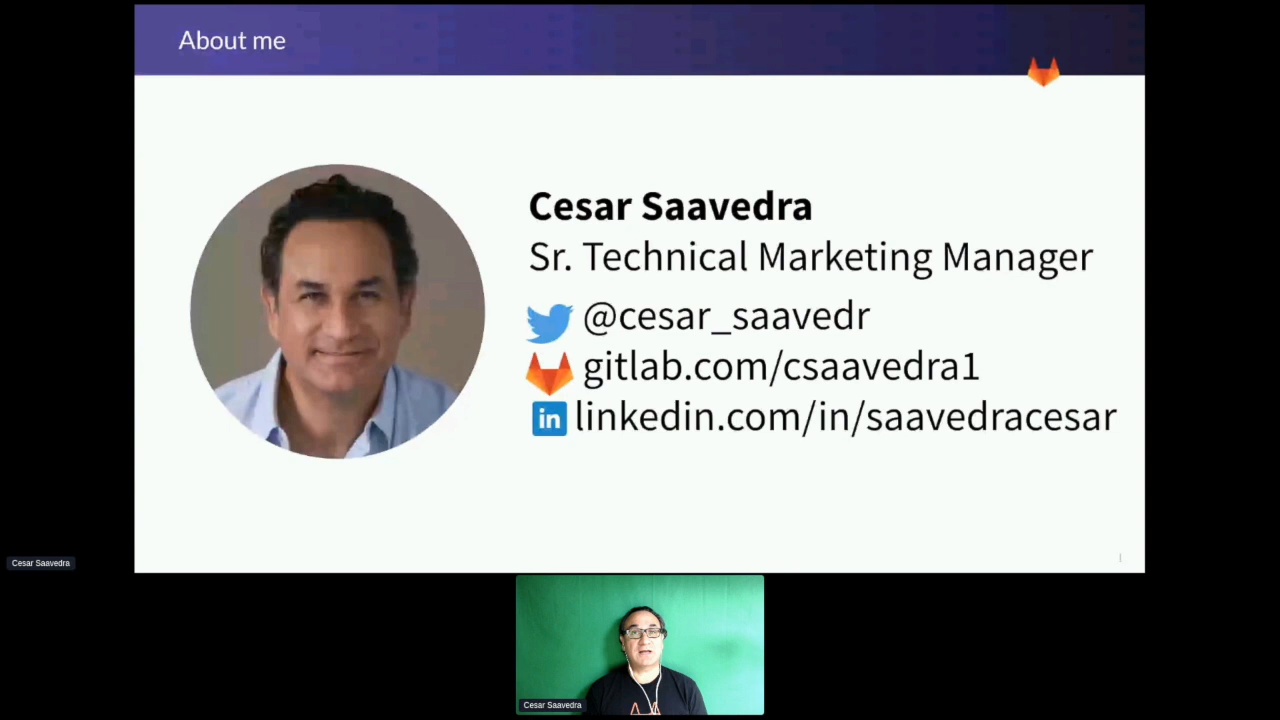 About me
Cesar Saavedra
Sr. Technical Marketing Manager
@cesar_saavedr
gitlab.com/csaavedra1
in linkedin.com/in/saavedracesar
Cesar Saavedra
Cesar Saavedra